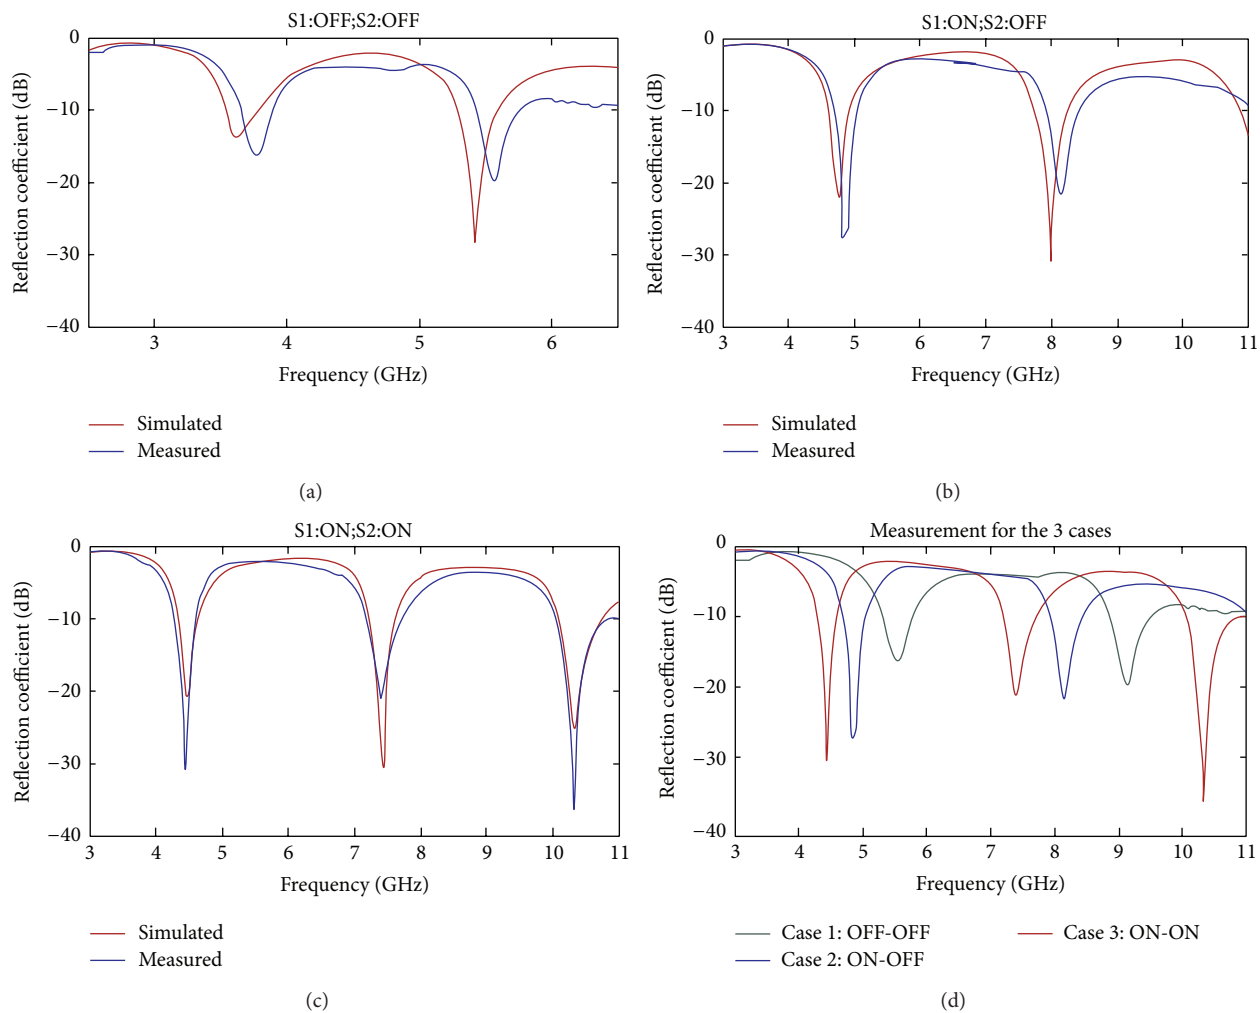 S1:OFF;S2:OFF
0
−10
−20
−30
−40
Reflection coefficient (dB)
3
4
5
6
Frequency (GHz)
Simulated
Measured
(a)
S1:ON;S2:OFF
0
−10
−20
−30
−40
Reflection coefficient (dB)
3
4
5
6
7
8
9
10
11
Frequency (GHz)
Simulated
Measured
(b)
S1:ON;S2:ON
0
−10
−20
−30
−40
Reflection coefficient (dB)
3
4
5
6
7
8
9
10
11
Frequency (GHz)
Simulated
Measured
(c)
Measurement for the 3 cases
0
−10
−20
−30
−40
Reflection coefficient (dB)
3
4
5
6
7
8
9
10
11
Frequency (GHz)
Case 1: OFF-OFF
Case 2: ON-OFF
Case 3: ON-ON
(d)